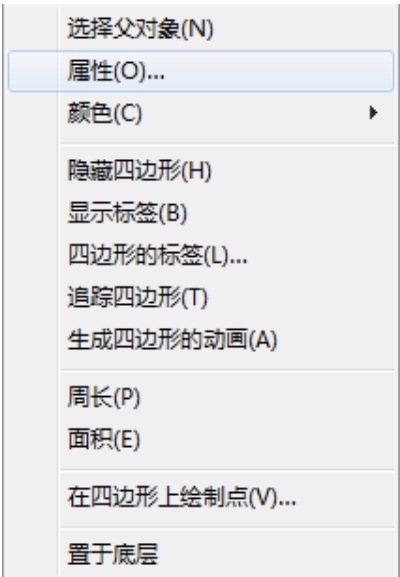 选择父对象(N)
属性(O)...
颜色(C)
隐藏四边形(H)
显示标签(B)
四边形的标签(L)...
追踪四边形(T)
生成四边形的动画(A)
周长(P)
面积(E)
在四边形上绘制点(V)...
置于底层